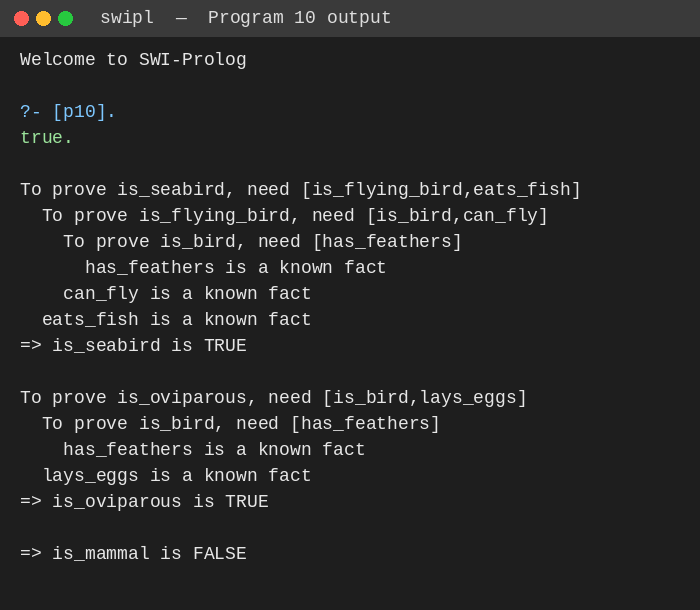 swipl — Program 10 output
Welcome to SWI-Prolog
?- [p10].
true.
To prove is_seabird, need [is_flying_bird,eats_fish]
To prove is_flying_bird, need [is_bird,can_fly]
To prove is_bird, need [has_feathers]
has_feathers is a known fact
can_fly is a known fact
eats_fish is a known fact
=> is_seabird is TRUE
To prove is_oviparous, need [is_bird,lays_eggs]
To prove is_bird, need [has_feathers]
has_feathers is a known fact
lays_eggs is a known fact
=> is_oviparous is TRUE
=> is_mammal is FALSE